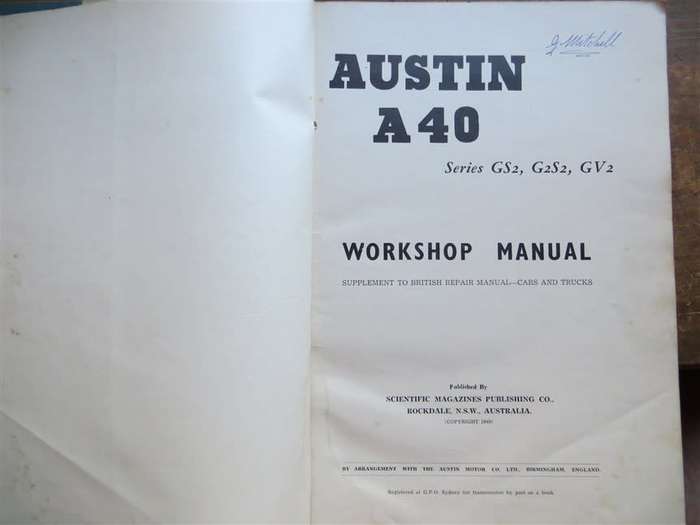 G Mitchell
AUSTIN
A40
Series GS2, G2S2, GV2
WORKSHOP MANUAL
SUPPLEMENT TO BRITISH REPAIR MANUAL—CARS AND TRUCKS
Published By
SCIENTIFIC MAGAZINES PUBLISHING CO.,
ROCKDALE, N.S.W., AUSTRALIA.
(COPYRIGHT
BY ARRANGEMENT WITH THE AUSTIN MOTOR CO. LTD., BIRMINGHAM, ENGLAND.
Registered at G.P.O. Sydney for transmission by post as a book